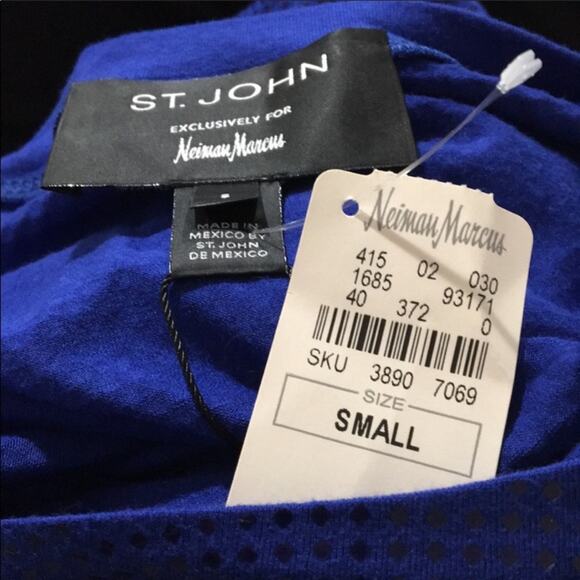 ST. JOHN
EXCLUSIVELY FOR
Neiman Marcus
MADE IN
MEXICO BY
ST. JOHN
DE MEXICO
Neiman Marcus
415 02 030
1685 93171
40 372 0
SKU 3890 7069
SIZE
SMALL